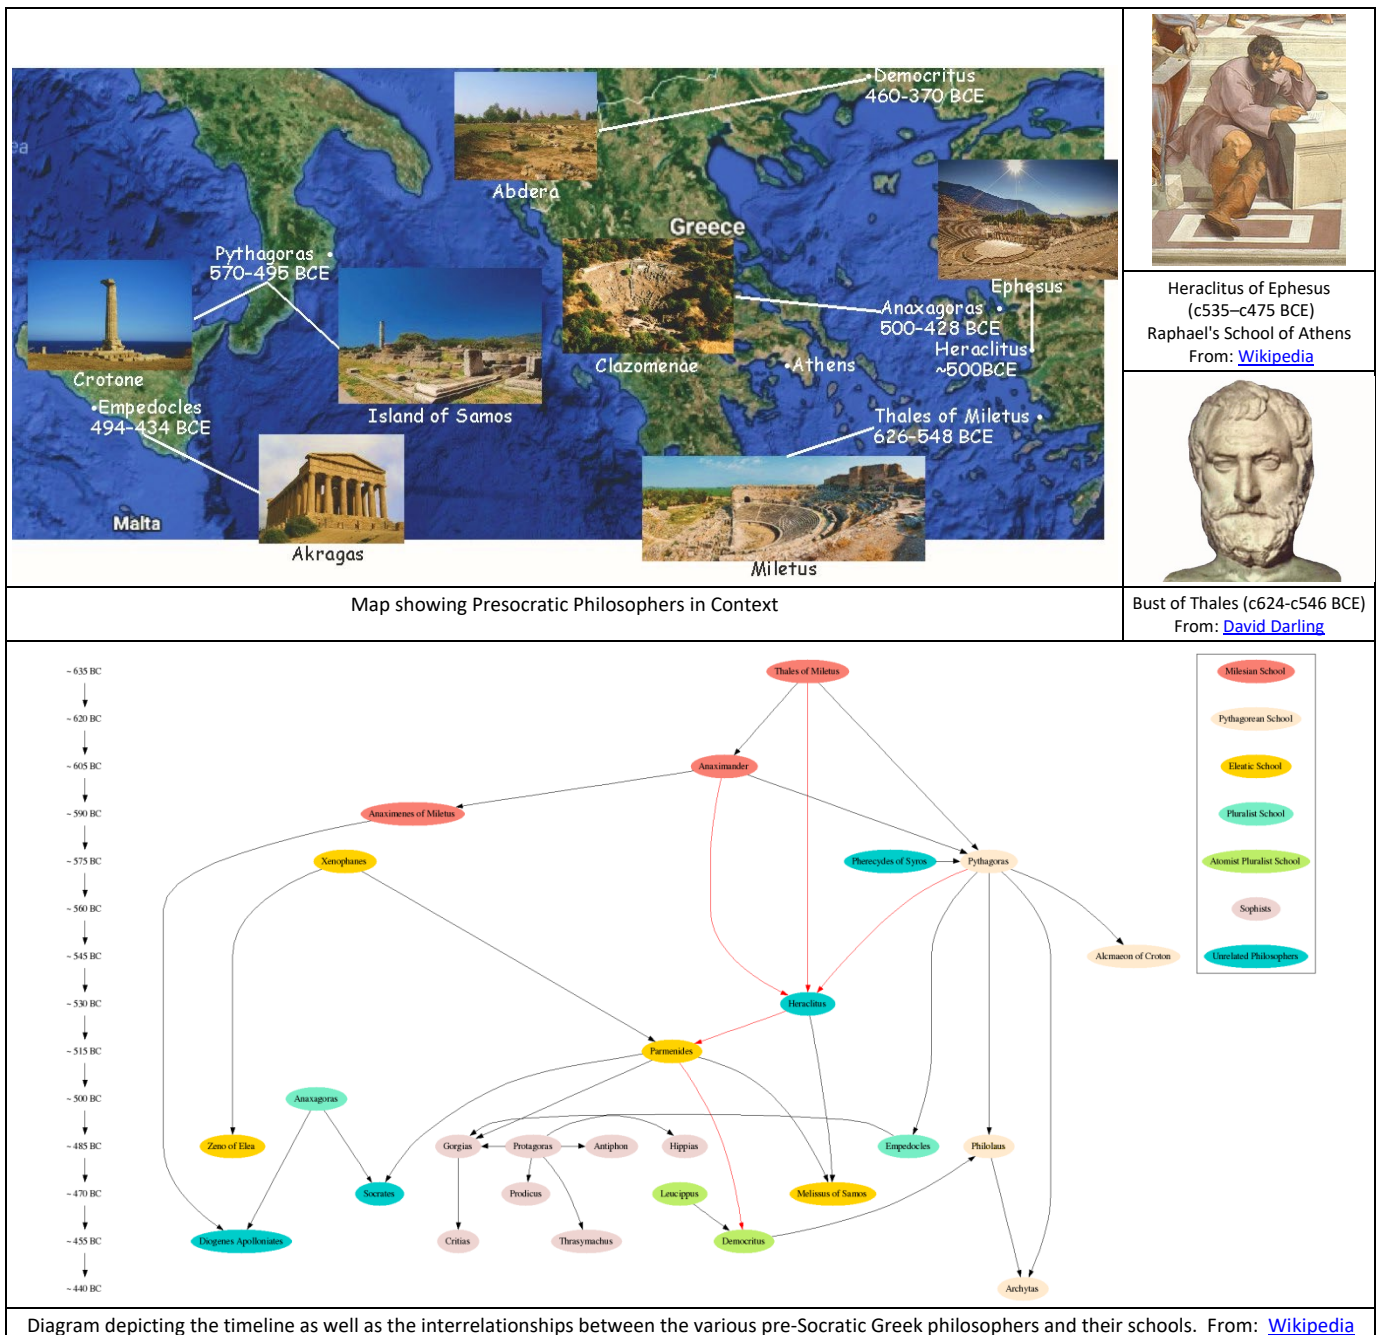 ea
Democritus
460-370 BCE
Abdera
Greece
Pythagoras
570-495 BCE
Ephesus
Anaxagoras
500-428 BCE
Heraclitus
~500BCE
Athens
Clazomenae
Crotone
Island of Samos
Empedocles
494-434 BCE
Thales of Miletus
626-548 BCE
Malta
Akragas
Miletus
Heraclitus of Ephesus
(c535–c475 BCE)
Raphael's School of Athens
From: Wikipedia
Map showing Presocratic Philosophers in Context
Bust of Thales (c624-c546 BCE)
From: David Darling
~ 635 BC
Thales of Miletus
Milesian School
~ 620 BC
Pythagorean School
~ 605 BC
Anaximander
Eleatic School
~ 590 BC
Anaximenes of Miletus
Pluralist School
~ 575 BC
Xenophanes
Pherecydes of Syros
Pythagoras
Atomist Pluralist School
~ 560 BC
Sophists
~ 545 BC
Alcmaeon of Croton
Unrelated Philosophers
~ 530 BC
Heraclitus
~ 515 BC
Parmenides
~ 500 BC
Anaxagoras
~ 485 BC
Zeno of Elea
Gorgias
Protagoras
Antiphon
Hippias
Empedocles
Philolaus
~ 470 BC
Socrates
Prodicus
Leucippus
Melissus of Samos
~ 455 BC
Diogenes Apolloniates
Critias
Thrasymachus
Democritus
~ 440 BC
Archytas
Diagram depicting the timeline as well as the interrelationships between the various pre-Socratic Greek philosophers and their schools. From: Wikipedia